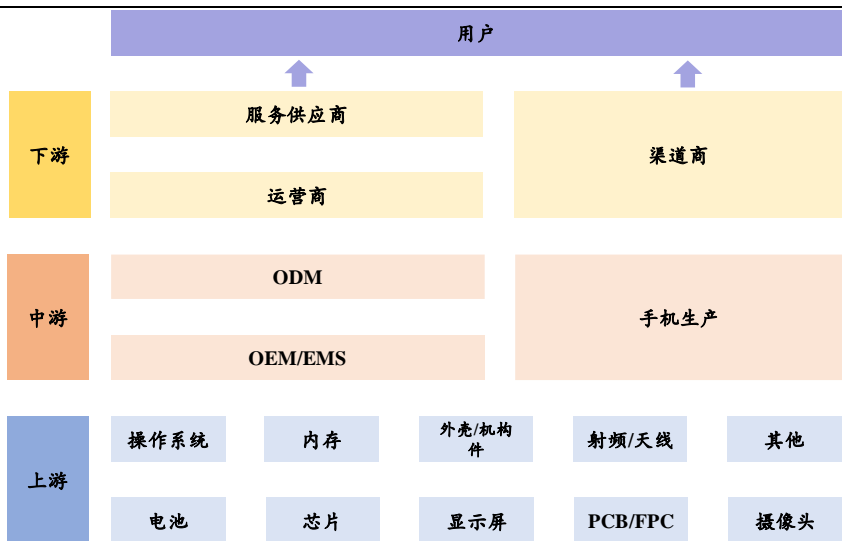 用户
下游
服务供应商
运营商
渠道商
中游
ODM
OEM/EMS
手机生产
上游
操作系统
内存
外壳/机构
件
射频/天线
其他
电池
芯片
显示屏
PCB/FPC
摄像头